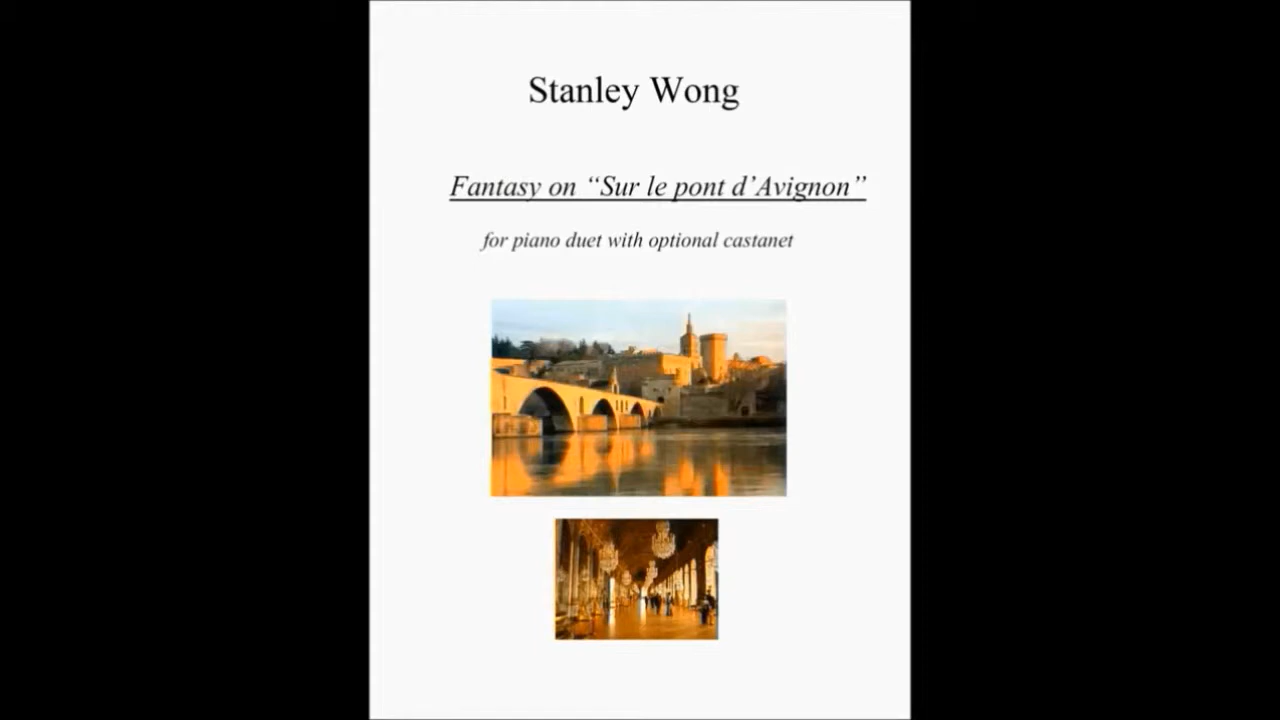 Stanley Wong
Fantasy on “Sur le pont d’Avignon”
for piano duet with optional castanet